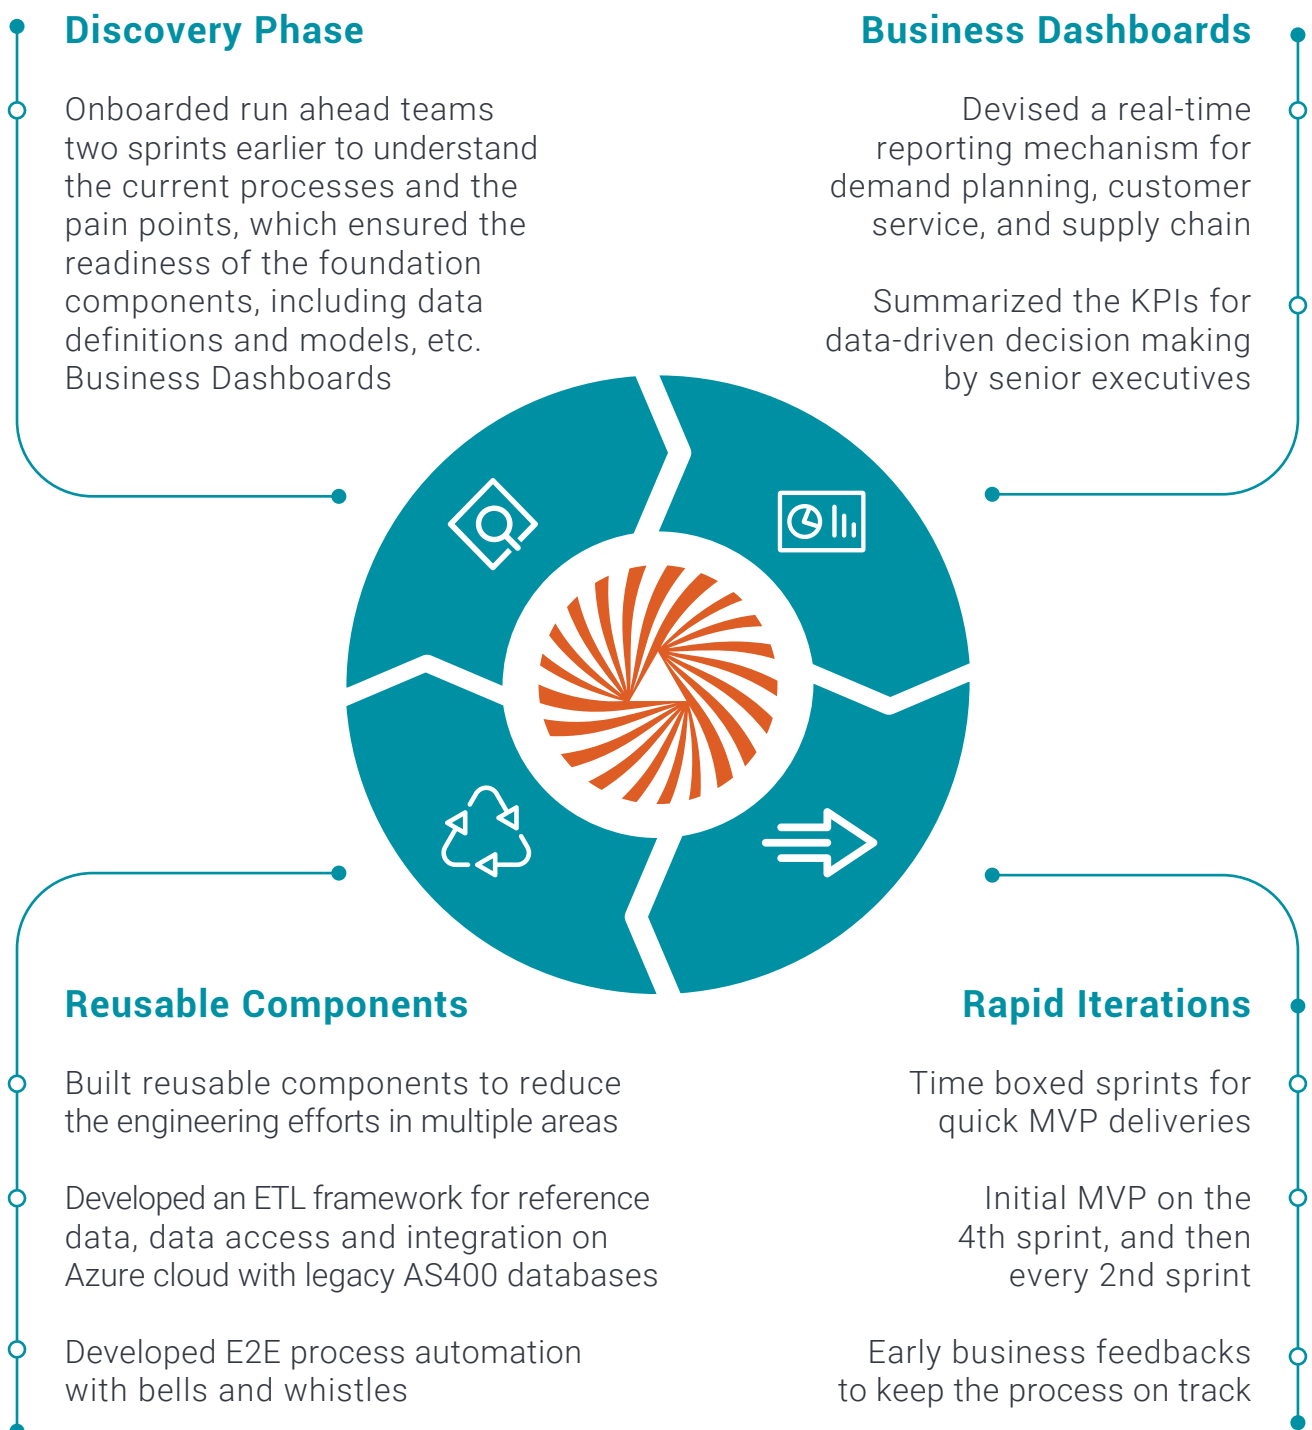 Discovery Phase
Onboarded run ahead teams
two sprints earlier to understand
the current processes and the
pain points, which ensured the
readiness of the foundation
components, including data
definitions and models, etc.
Business Dashboards
Business Dashboards
Devised a real-time
reporting mechanism for
demand planning, customer
service, and supply chain
Summarized the KPIs for
data-driven decision making
by senior executives
Reusable Components
Built reusable components to reduce
the engineering efforts in multiple areas
Developed an ETL framework for reference
data, data access and integration on
Azure cloud with legacy AS400 databases
Developed E2E process automation
with bells and whistles
Rapid Iterations
Time boxed sprints for
quick MVP deliveries
Initial MVP on the
4th sprint, and then
every 2nd sprint
Early business feedbacks
to keep the process on track